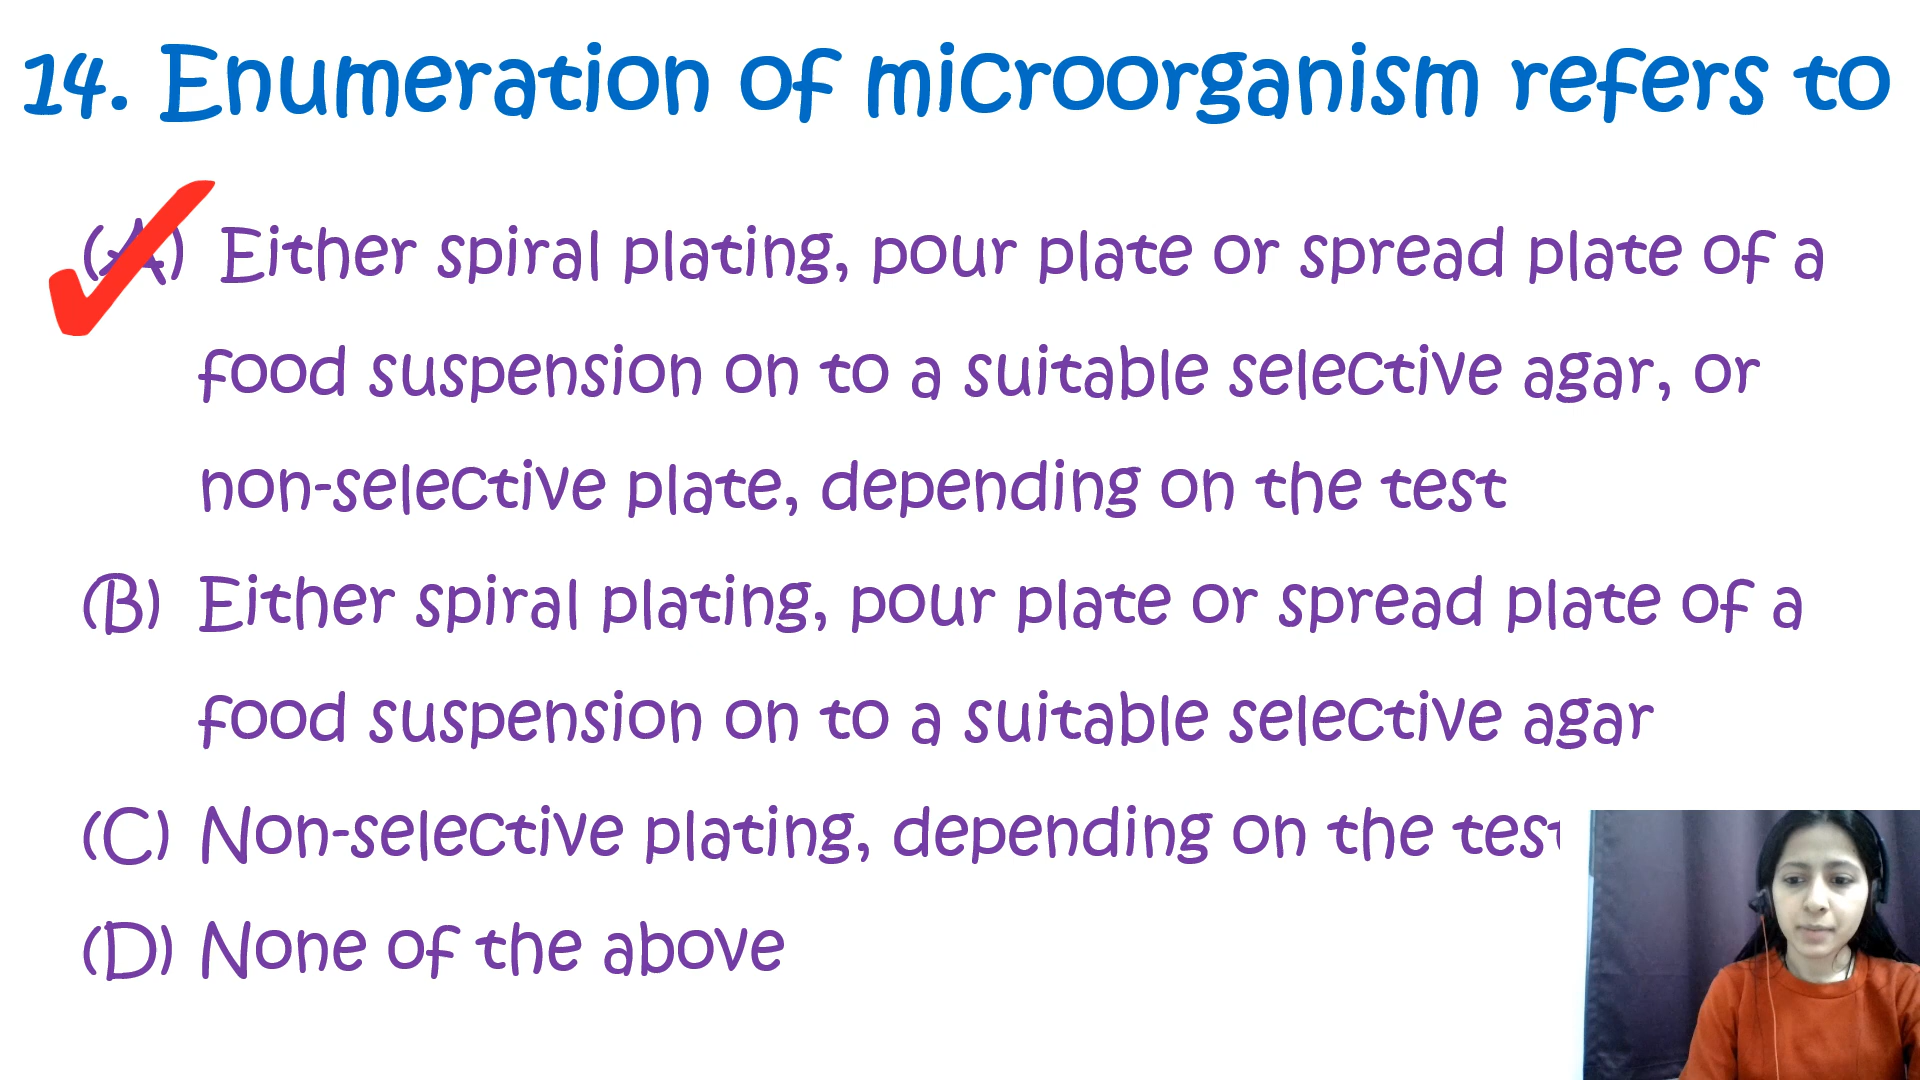 14. Enumeration of microorganism refers to
(A) Either spiral plating, pour plate or spread plate of a
food suspension on to a suitable selective agar, or
non-selective plate, depending on the test
(B) Either spiral plating, pour plate or spread plate of a
food suspension on to a suitable selective agar
(C) Non-selective plating, depending on the test
(D) None of the above